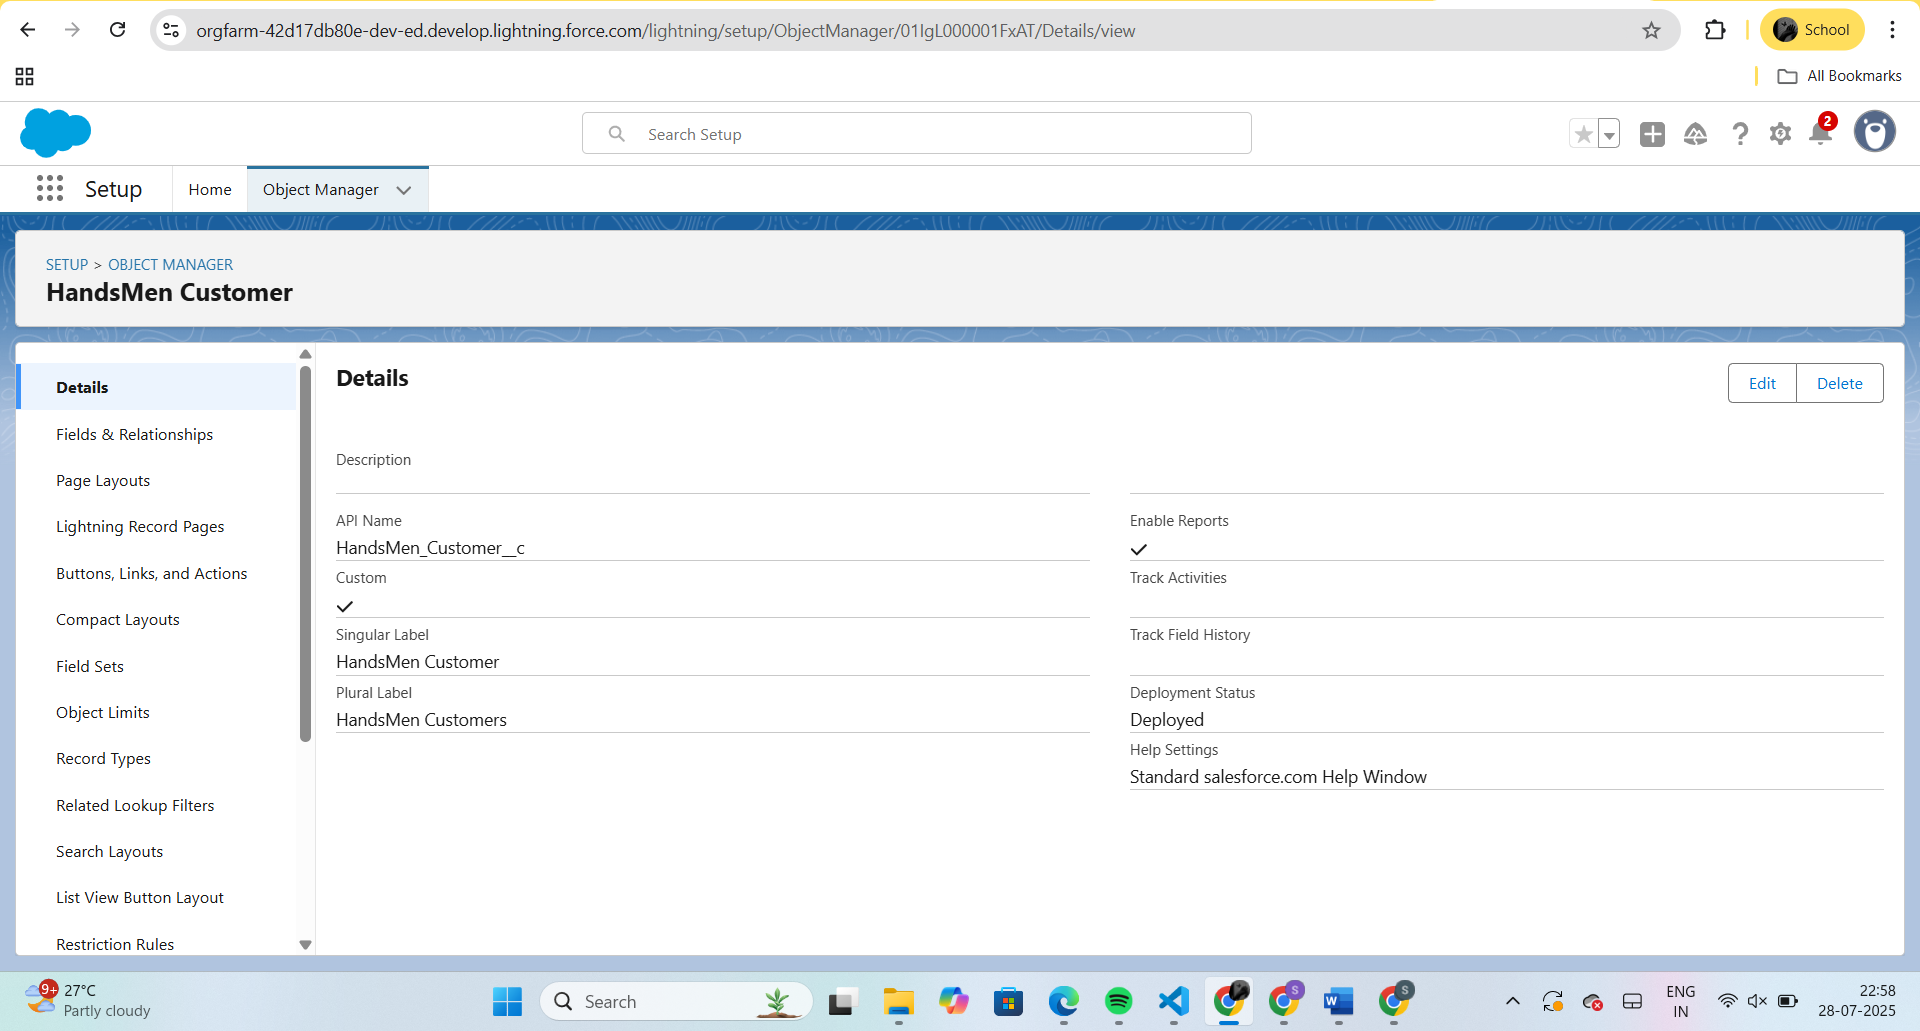 orgfarm-42d17db80e-dev-ed.develop.lightning.force.com/lightning/setup/ObjectManager/01IgL000001FxAT/Details/view
School
All Bookmarks
Search Setup
2
Setup
Home
Object Manager
SETUP > OBJECT MANAGER
HandsMen Customer
Details
Fields & Relationships
Page Layouts
Lightning Record Pages
Buttons, Links, and Actions
Compact Layouts
Field Sets
Object Limits
Record Types
Related Lookup Filters
Search Layouts
List View Button Layout
Restriction Rules
Details
Edit
Delete
Description
API Name
HandsMen_Customer__c
Custom
Singular Label
HandsMen Customer
Plural Label
HandsMen Customers
Enable Reports
Track Activities
Track Field History
Deployment Status
Deployed
Help Settings
Standard salesforce.com Help Window
9+
27°C
Partly cloudy
Search
W
S
S
ENG
IN
22:58
28-07-2025